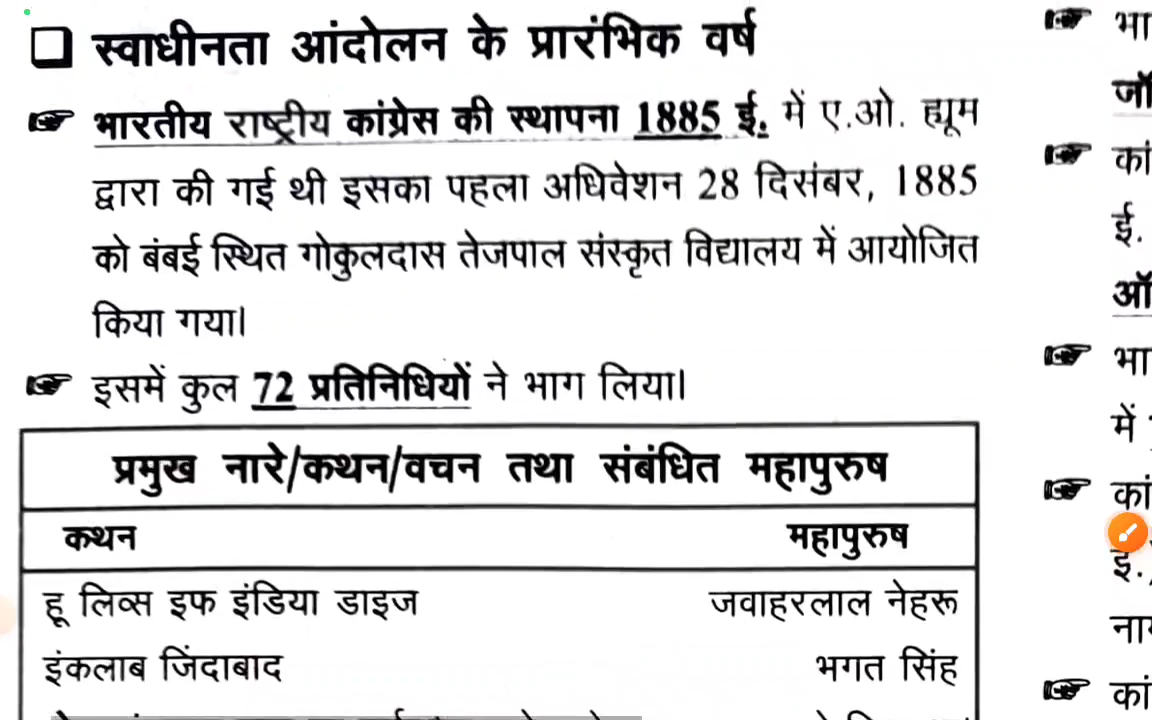 ❑ स्वाधीनता आंदोलन के प्रारंभिक वर्ष
☞ भारतीय राष्ट्रीय कांग्रेस की स्थापना 1885 ई. में ए.ओ. ह्यूम
द्वारा की गई थी इसका पहला अधिवेशन 28 दिसंबर, 1885
को बंबई स्थित गोकुलदास तेजपाल संस्कृत विद्यालय में आयोजित
किया गया।
☞ इसमें कुल 72 प्रतिनिधियों ने भाग लिया।
प्रमुख नारे/कथन/वचन तथा संबंधित महापुरुष
कथन महापुरुष
हू लिव्स इफ इंडिया डाइज जवाहरलाल नेहरू
इंकलाब जिंदाबाद भगत सिंह
ई.
में